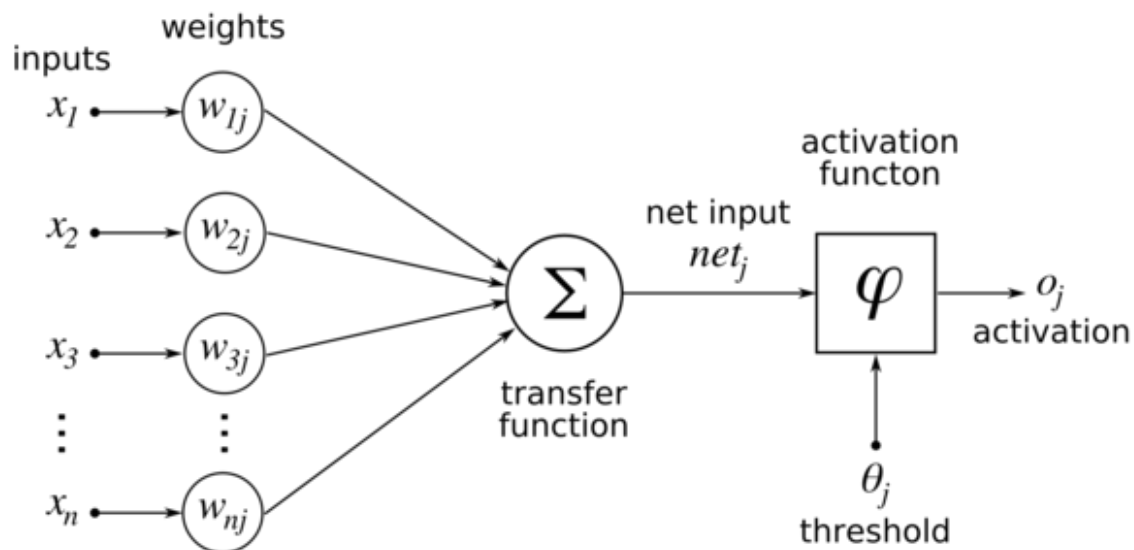 weights
inputs
x₁ w₁ⱼ
x₂ w₂ⱼ
x₃ w₃ⱼ
⋮ ⋮
xₙ wₙⱼ
Σ
transfer
function
net input
netⱼ
activation
functon
φ
oⱼ
activation
θⱼ
threshold